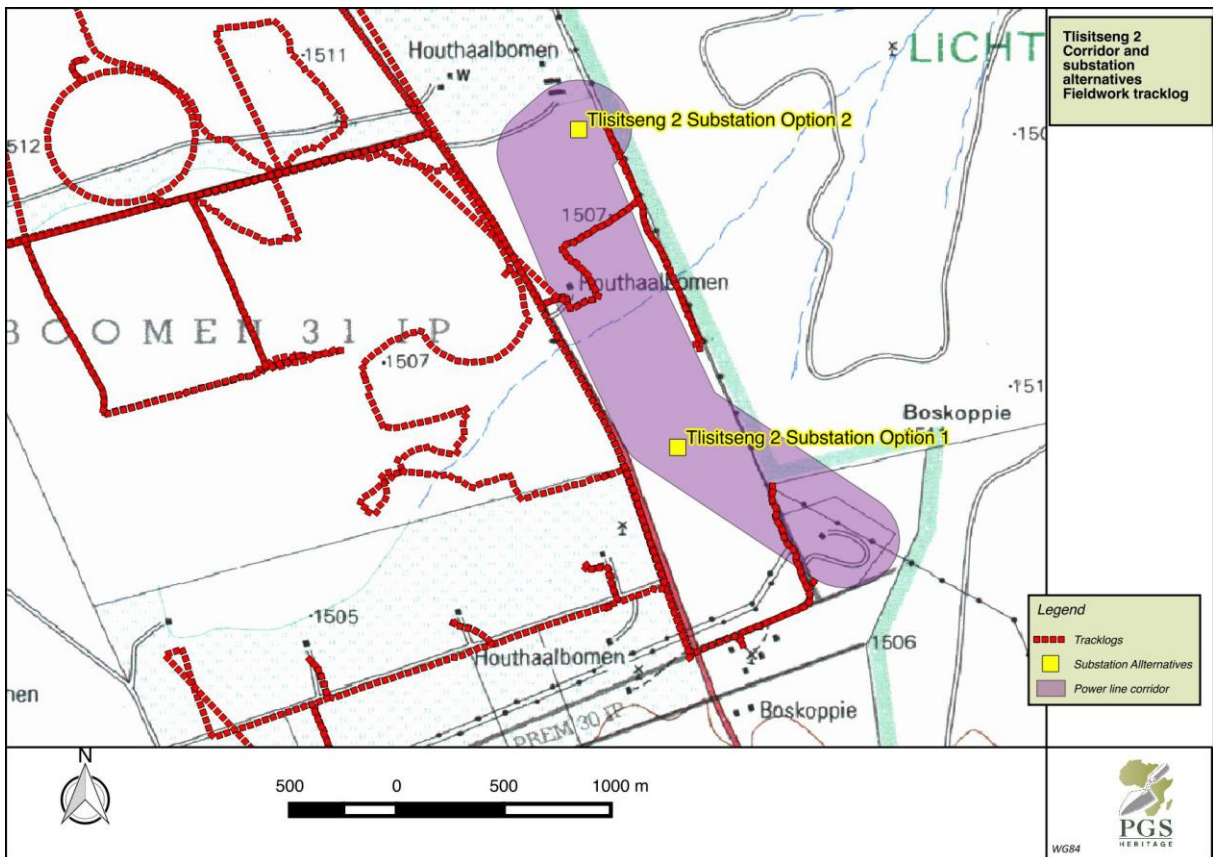 Houthaalbomen
W
·1511
LICHT
1512
·150
Tlisitseng 2 Substation Option 2
1507
Houthaalbomen
BOOMEN 31 IP
·1507
·151
Boskoppie
Tlisitseng 2 Substation Option 1
·1505
Houthaalbomen
1506
men
PREM 30 IP
Boskoppie
Tlisitseng 2
Corridor and
substation
alternatives
Fieldwork tracklog
Legend
Tracklogs
Substation Allternatives
Power line corridor
N
500 0 500 1000 m
WG84
PGS
HERITAGE